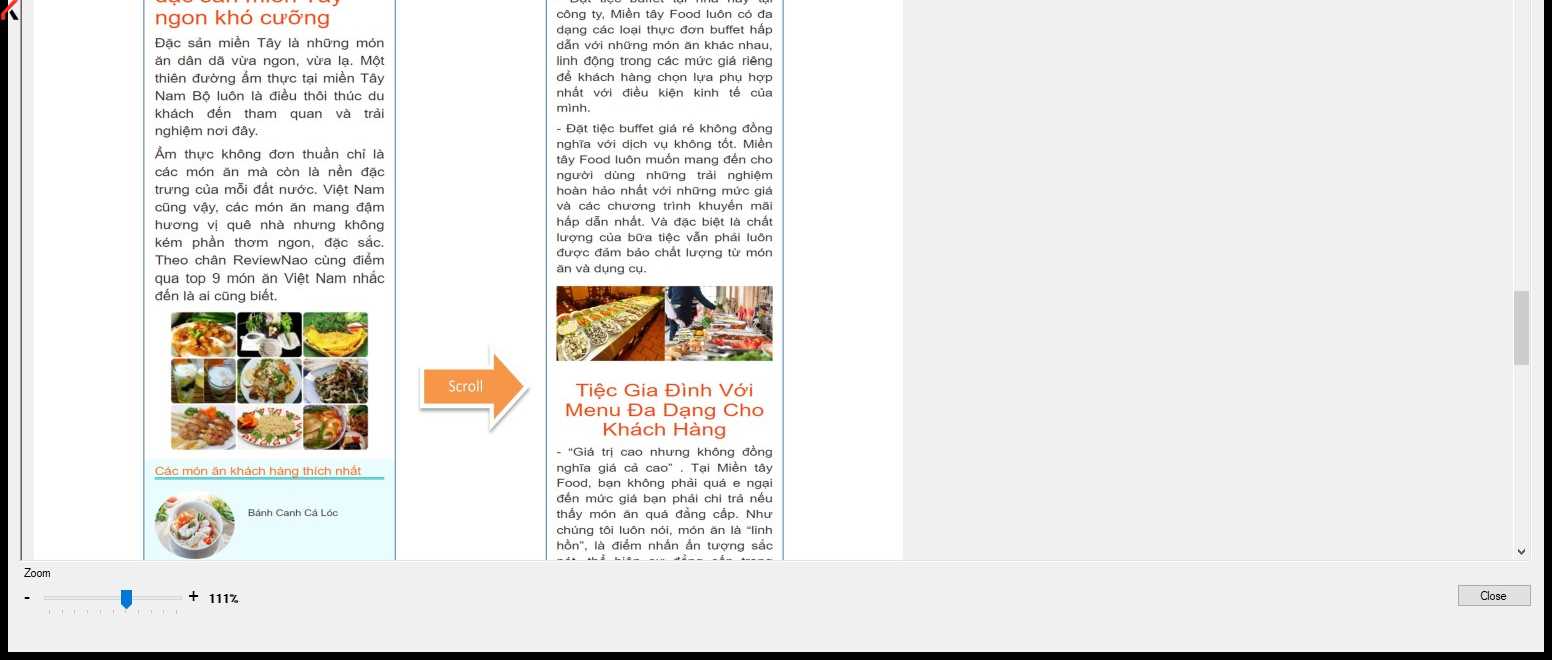 ngon khó cưỡng
Đặc sản miền Tây là những món
ăn dân dã vừa ngon, vừa lạ. Một
thiên đường ẩm thực tại miền Tây
Nam Bộ luôn là điều thôi thúc du
khách đến tham quan và trải
nghiệm nơi đây.
Ẩm thực không đơn thuần chỉ là
các món ăn mà còn là nền đặc
trưng của mỗi đất nước. Việt Nam
cũng vậy, các món ăn mang đậm
hương vị quê nhà nhưng không
kém phần thơm ngon, đặc sắc.
Theo chân ReviewNao cùng điểm
qua top 9 món ăn Việt Nam nhắc
đến là ai cũng biết.
Các món ăn khách hàng thích nhất
Bánh Canh Cá Lóc
Scroll
công ty, Miền tây Food luôn có đa
dạng các loại thực đơn buffet hấp
dẫn với những món ăn khác nhau,
linh động trong các mức giá riêng
để khách hàng chọn lựa phù hợp
nhất với điều kiện kinh tế của
mình.
- Đặt tiệc buffet giá rẻ không đồng
nghĩa với dịch vụ không tốt. Miền
tây Food luôn muốn mang đến cho
người dùng những trải nghiệm
hoàn hảo nhất với những mức giá
và các chương trình khuyến mãi
hấp dẫn nhất. Và đặc biệt là chất
lượng của bữa tiệc vẫn phải luôn
được đảm bảo chất lượng từ món
ăn và dụng cụ.
Tiệc Gia Đình Với
Menu Đa Dạng Cho
Khách Hàng
- “Giá trị cao nhưng không đồng
nghĩa giá cả cao” . Tại Miền tây
Food, bạn không phải quá e ngại
đến mức giá bạn phải chi trả nếu
thấy món ăn quá đẳng cấp. Như
chúng tôi luôn nói, món ăn là “linh
hồn”, là điểm nhấn ấn tượng sắc
Zoom
- + 111%
Close